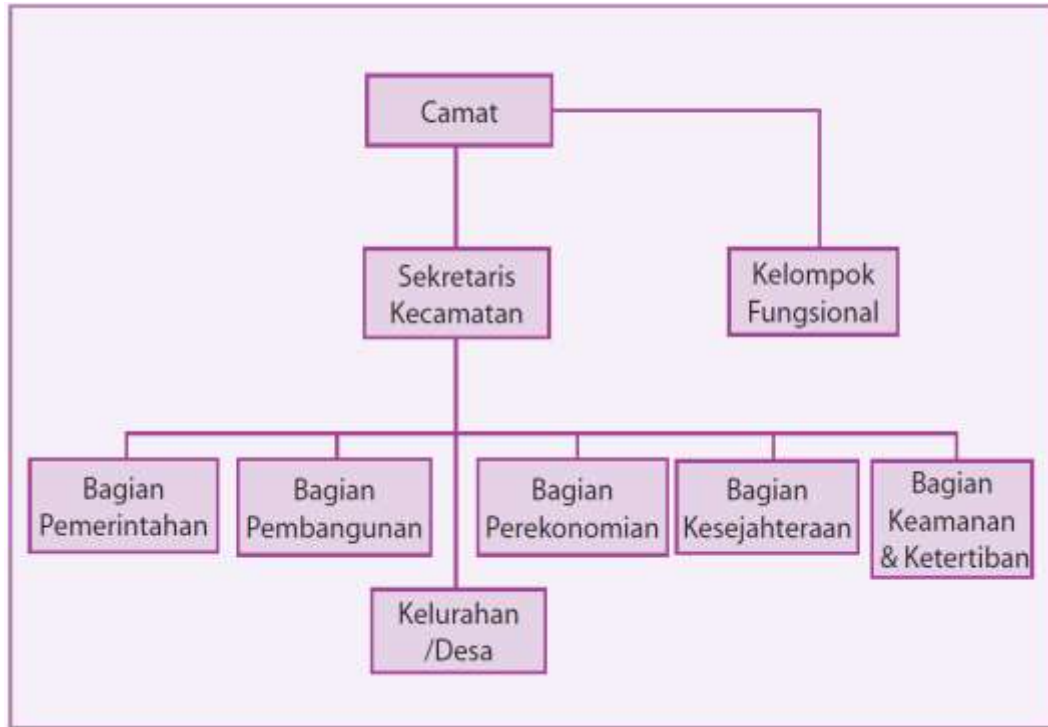 Camat
Sekretaris
Kecamatan
Kelompok
Fungsional
Bagian
Pemerintahan
Bagian
Pembangunan
Bagian
Perekonomian
Bagian
Kesejahteraan
Bagian
Keamanan
& Ketertiban
Kelurahan
/Desa